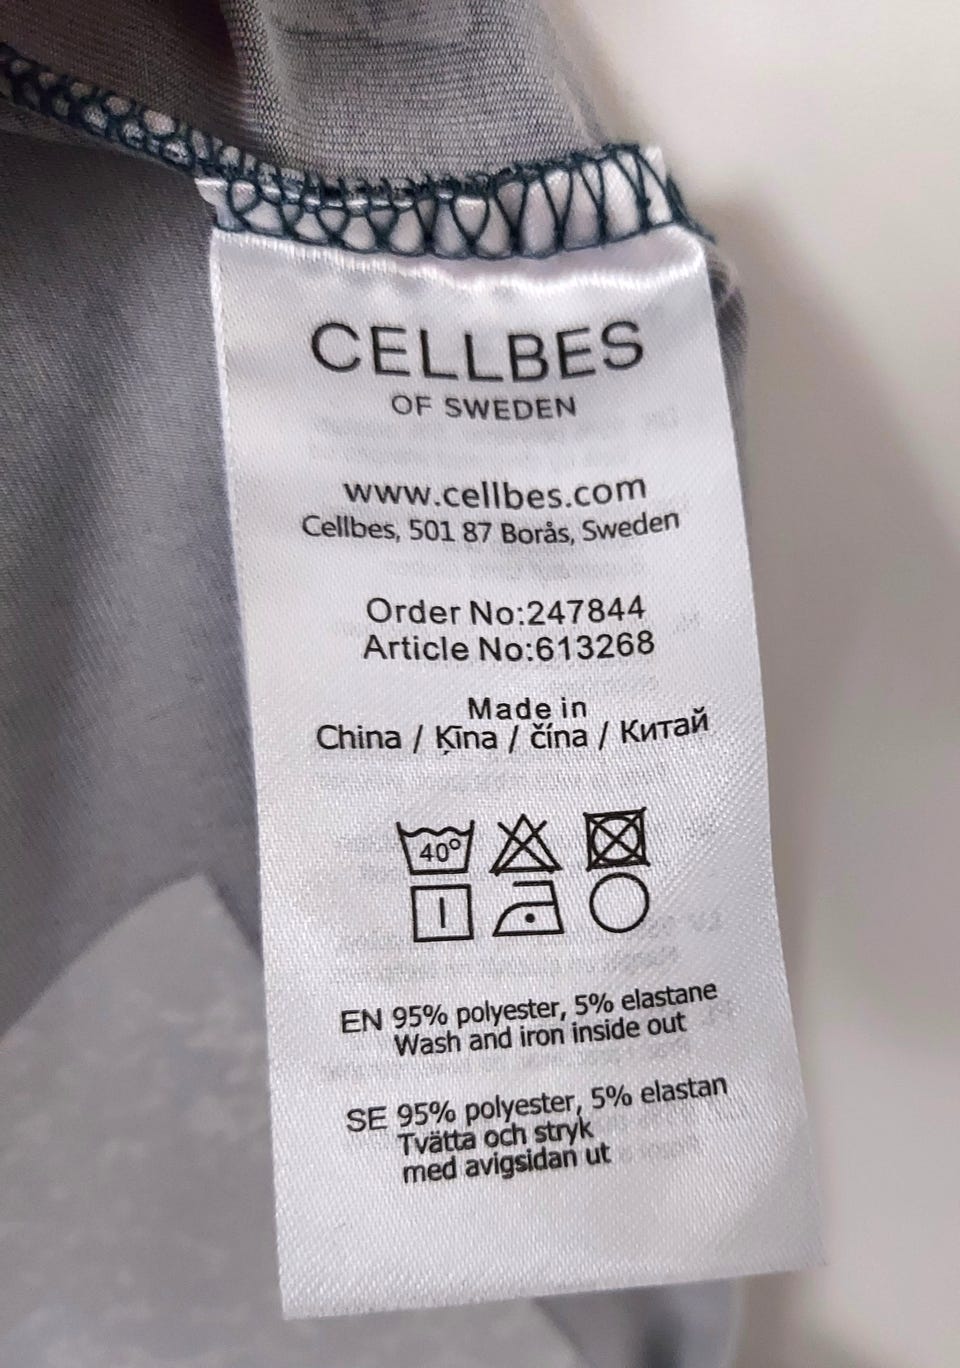 CELLBES
OF SWEDEN
www.cellbes.com
Cellbes, 501 87 Borås, Sweden
Order No:247844
Article No:613268
Made in
China / Ķīna / čína / Китай
40°
EN 95% polyester, 5% elastane
Wash and iron inside out
SE 95% polyester, 5% elastan
Tvätta och stryk
med avigsidan ut